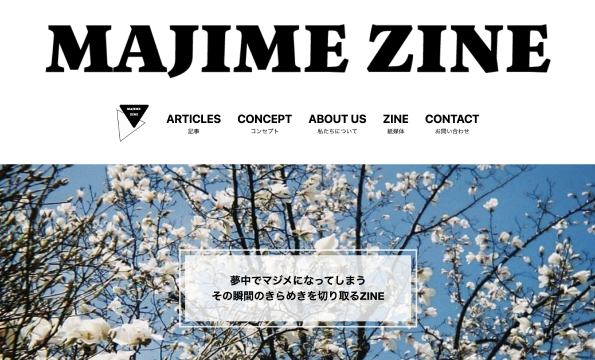 MAJIME ZINE
MAJIME
ZINE
ARTICLES
記事
CONCEPT
コンセプト
ABOUT US
私たちについて
ZINE
紙媒体
CONTACT
お問い合わせ
夢中でマジメになってしまう
その瞬間のきらめきを切り取るZINE